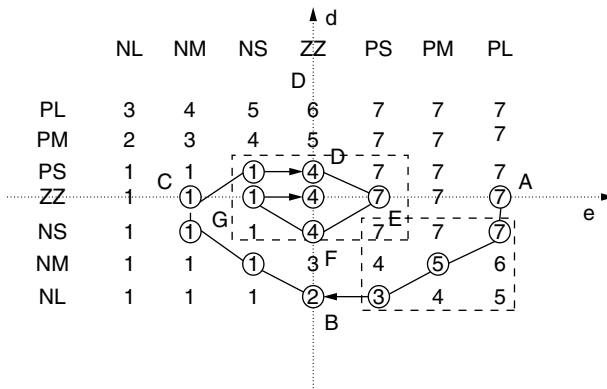 d
NL NM NS ZZ PS PM PL
D
PL 3 4 5 6 7 7 7
PM 2 3 4 5 7 7 7
D
PS 1 1 1 4 7 7 7
C A
ZZ 1 1 1 4 7 7 7
e
G E
NS 1 1 1 4 7 7 7
F
NM 1 1 1 3 4 5 6
NL 1 1 1 2 3 4 5
B